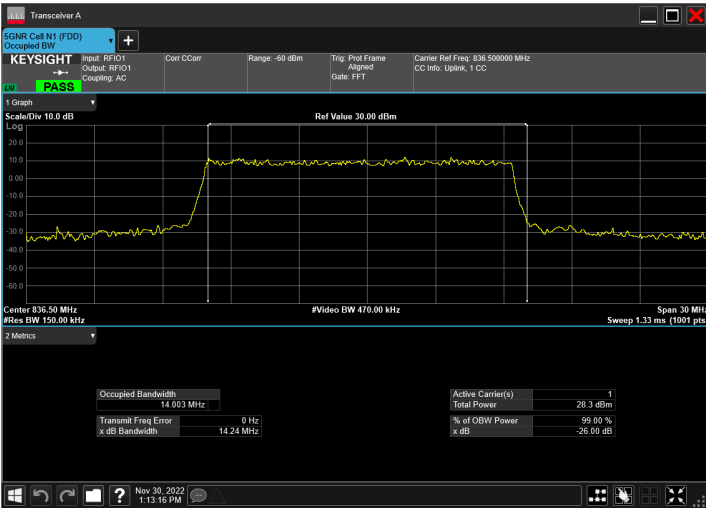 Transceiver A
5GNR Cell N1 (FDD)
Occupied BW
KEYSIGHT
PASS
Input: RFIO1
Output: RFIO1
Coupling: AC
Corr CCorr
Range: -60 dBm
Trig: Prot Frame
Aligned
Gate: FFT
Carrier Ref Freq: 836.500000 MHz
CC Info: Uplink, 1 CC
1 Graph
Scale/Div 10.0 dB
Ref Value 30.00 dBm
Log
20.0
10.0
0.00
-10.0
-20.0
-30.0
-40.0
-50.0
-60.0
Center 836.50 MHz
#Video BW 470.00 kHz
Span 30 MHz
#Res BW 150.00 kHz
Sweep 1.33 ms (1001 pts
2 Metrics
Occupied Bandwidth
14.003 MHz
Transmit Freq Error 0 Hz
x dB Bandwidth 14.24 MHz
Active Carrier(s) 1
Total Power 28.3 dBm
% of OBW Power 99.00 %
x dB -26.00 dB
Nov 30, 2022
1:13:16 PM